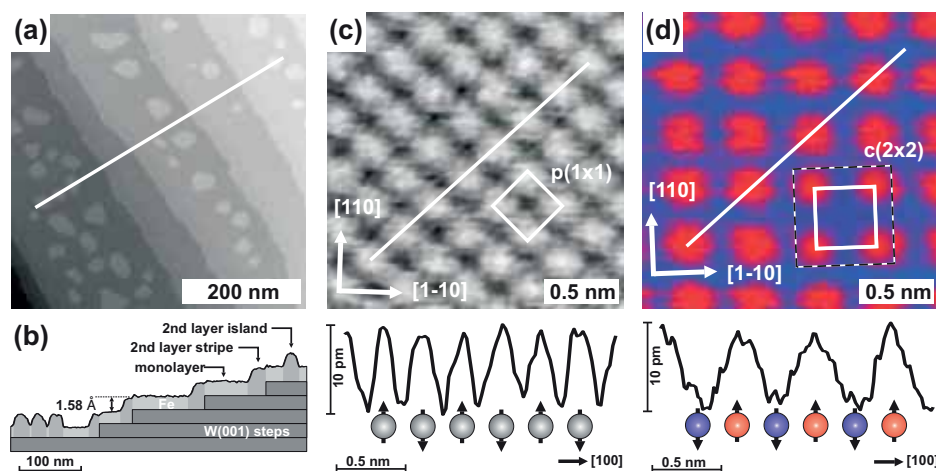 (a)
200 nm
(b)
2nd layer island
2nd layer stripe
monolayer
1.58 Å
Fe
W(001) steps
100 nm
(c)
p(1x1)
[110]
[1-10]
0.5 nm
10 pm
0.5 nm
[100]
(d)
c(2x2)
[110]
[1-10]
0.5 nm
10 pm
0.5 nm
[100]